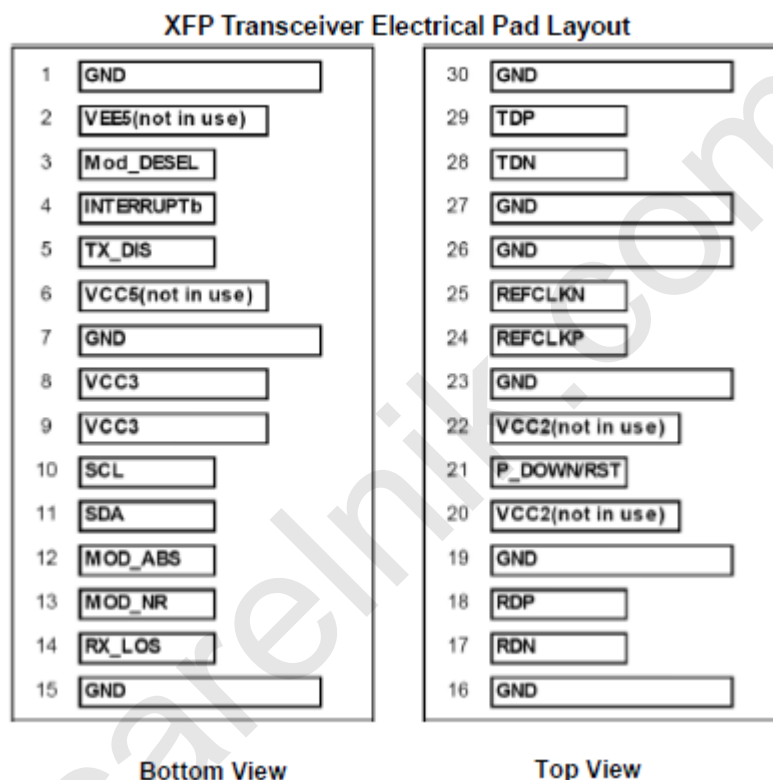 XFP Transceiver Electrical Pad Layout
1 GND
2 VEE5(not in use)
3 Mod_DESEL
4 INTERRUPTb
5 TX_DIS
6 VCC5(not in use)
7 GND
8 VCC3
9 VCC3
10 SCL
11 SDA
12 MOD_ABS
13 MOD_NR
14 RX_LOS
15 GND
Bottom View
30 GND
29 TDP
28 TDN
27 GND
26 GND
25 REFCLKN
24 REFCLKP
23 GND
22 VCC2(not in use)
21 P_DOWN/RST
20 VCC2(not in use)
19 GND
18 RDP
17 RDN
16 GND
Top View
arelnik.com